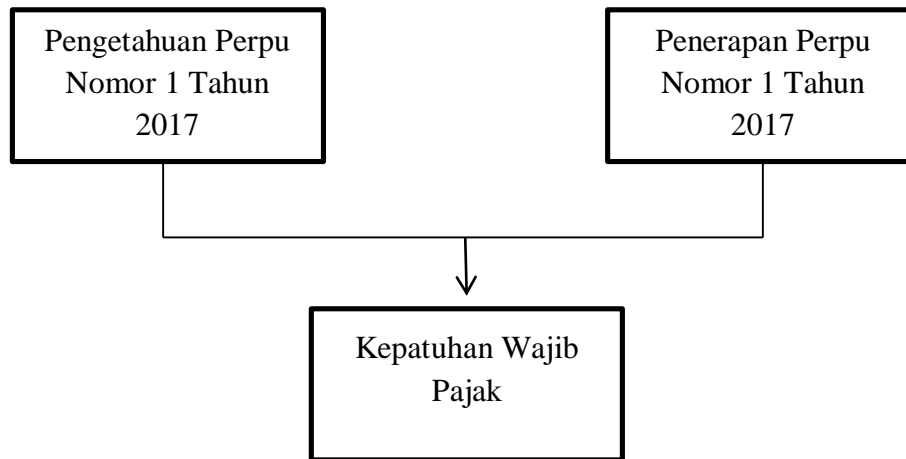 Pengetahuan Perpu
Nomor 1 Tahun
2017
Penerapan Perpu
Nomor 1 Tahun
2017
Kepatuhan Wajib
Pajak